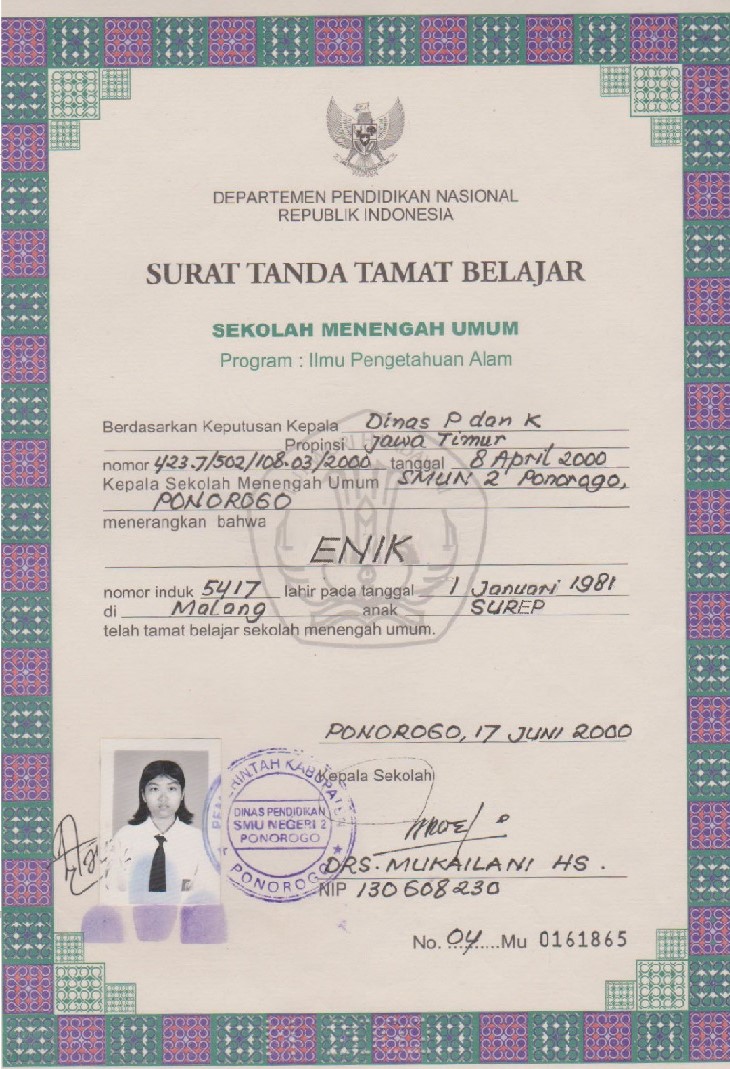 DEPARTEMEN PENDIDIKAN NASIONAL
REPUBLIK INDONESIA
SURAT TANDA TAMAT BELAJAR
SEKOLAH MENENGAH UMUM
Program : Ilmu Pengetahuan Alam
Berdasarkan Keputusan Kepala Dinas P dan K
Propinsi Jawa Timur
nomor 423.7/502/108.03/2000 tanggal 8 April 2000
Kepala Sekolah Menengah Umum SMUN 2 Ponorogo,
PONOROGO
menerangkan bahwa
ENIK
nomor induk 5417 lahir pada tanggal 1 Januari 1981
di Malang anak SUREP
telah tamat belajar sekolah menengah umum.
PONOROGO, 17 JUNI 2000
Kepala Sekolah
PEMERINTAH KABUPATEN
DINAS PENDIDIKAN
SMU NEGERI 2
PONOROGO
PONOROGO
DRS. MUKAILANI HS.
NIP 130608230
No. 04 Mu 0161865